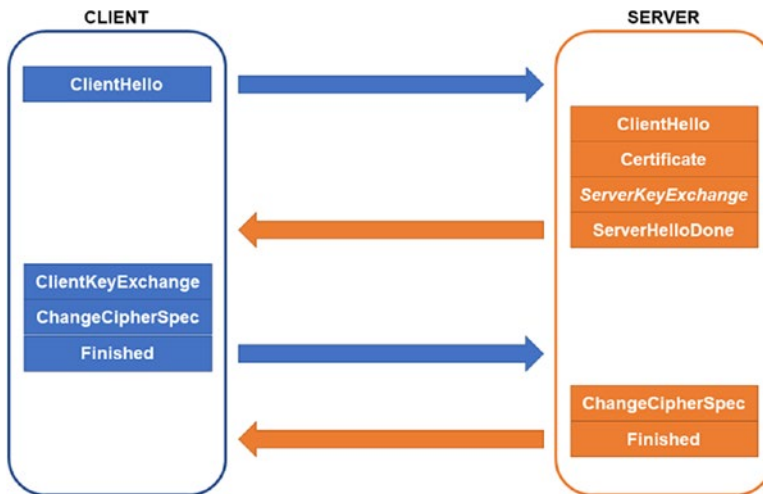 CLIENT
SERVER
ClientHello
ClientHello
Certificate
ServerKeyExchange
ServerHelloDone
ClientKeyExchange
ChangeCipherSpec
Finished
ChangeCipherSpec
Finished